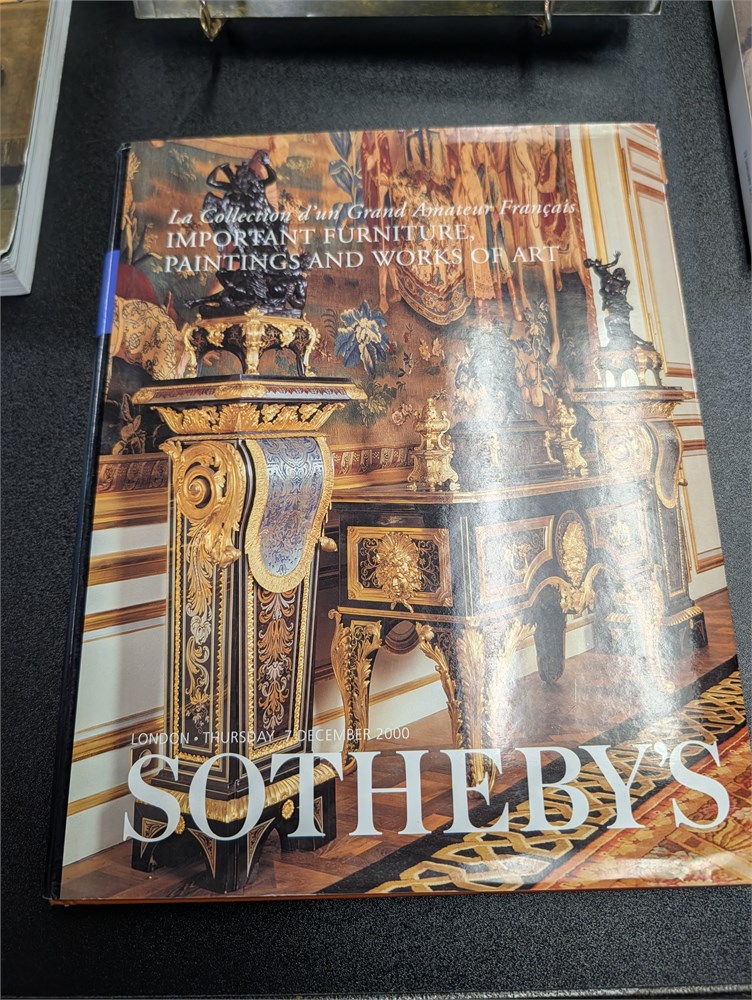 La Collection d'un Grand Amateur Français
IMPORTANT FURNITURE,
PAINTINGS AND WORKS OF ART
LONDON • THURSDAY 7 DECEMBER 2000
SOTHEBY'S